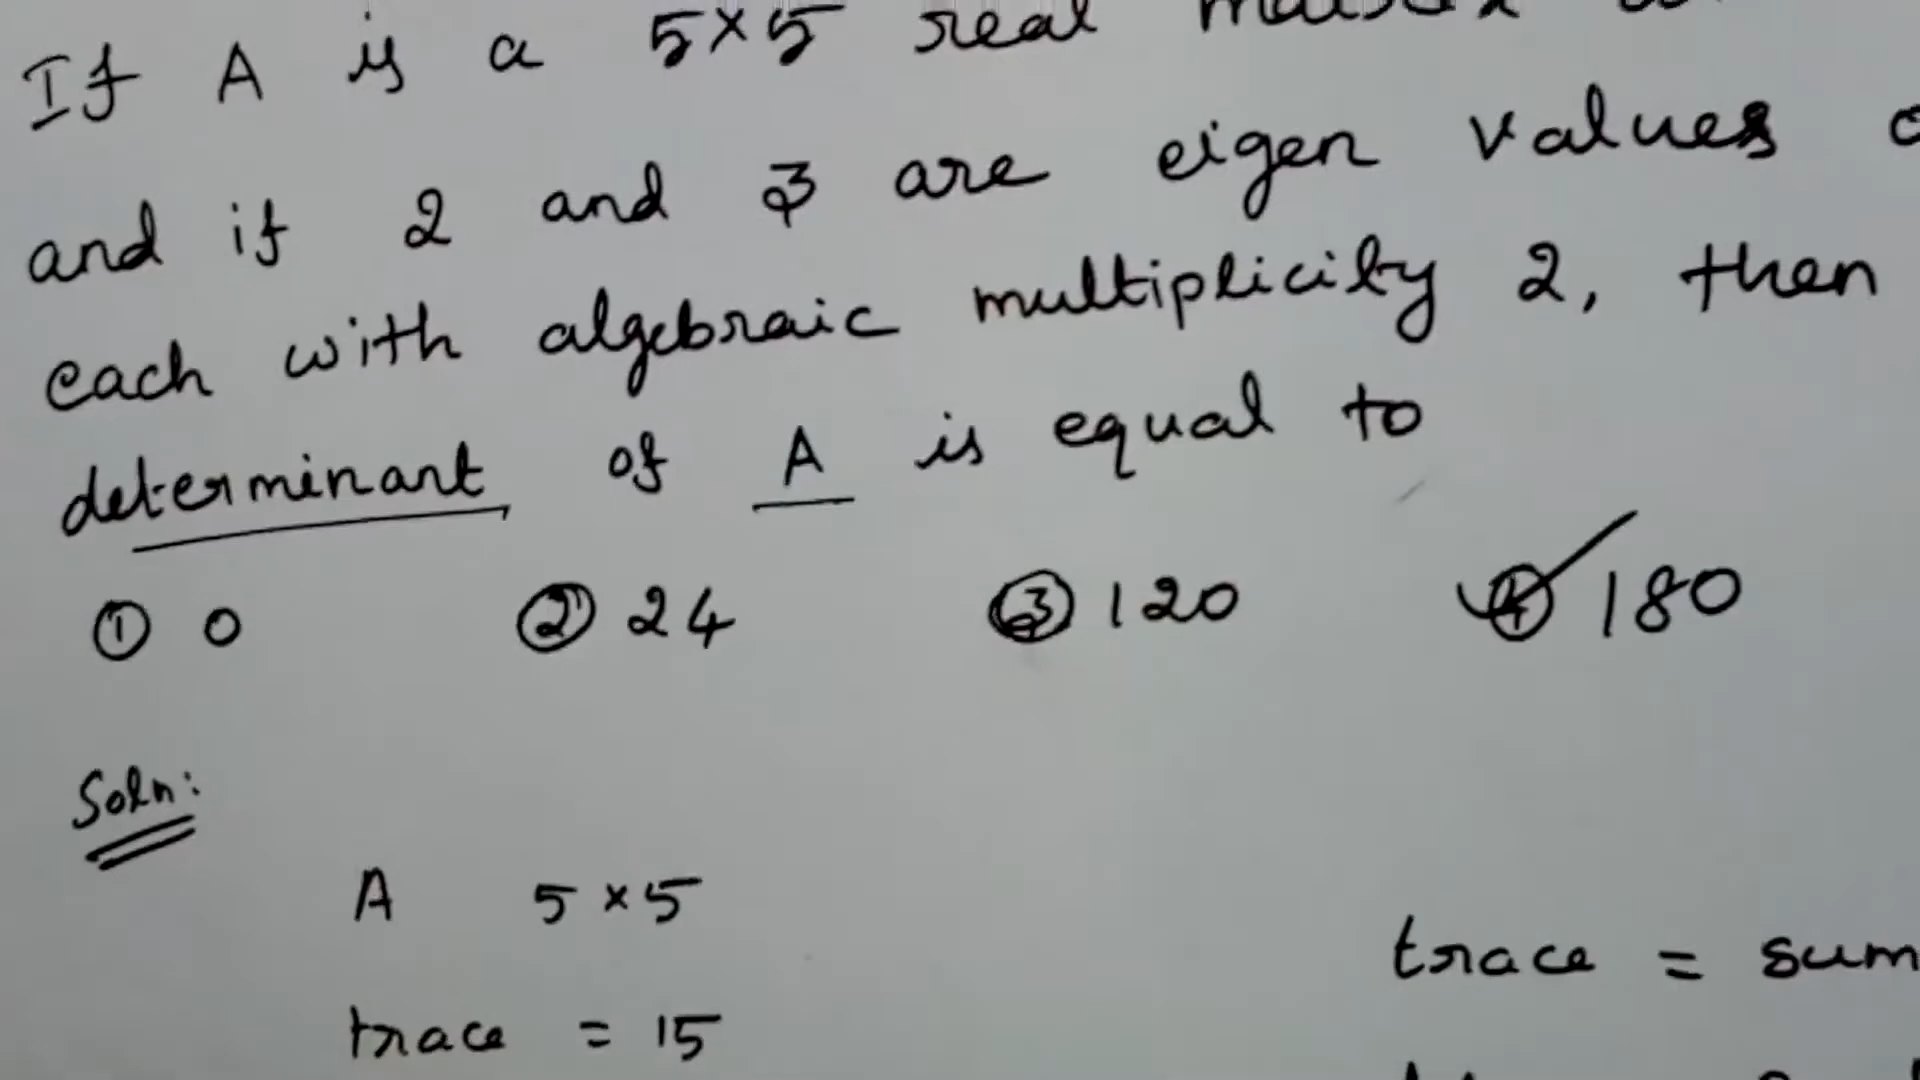 If A is a 5×5 real
and if 2 and 3 are eigen values
each with algebraic multiplicity 2, then
determinant of A is equal to
① 0 ② 24 ③ 120 ④ 180
Soln:
A 5×5
trace = sum
trace = 15